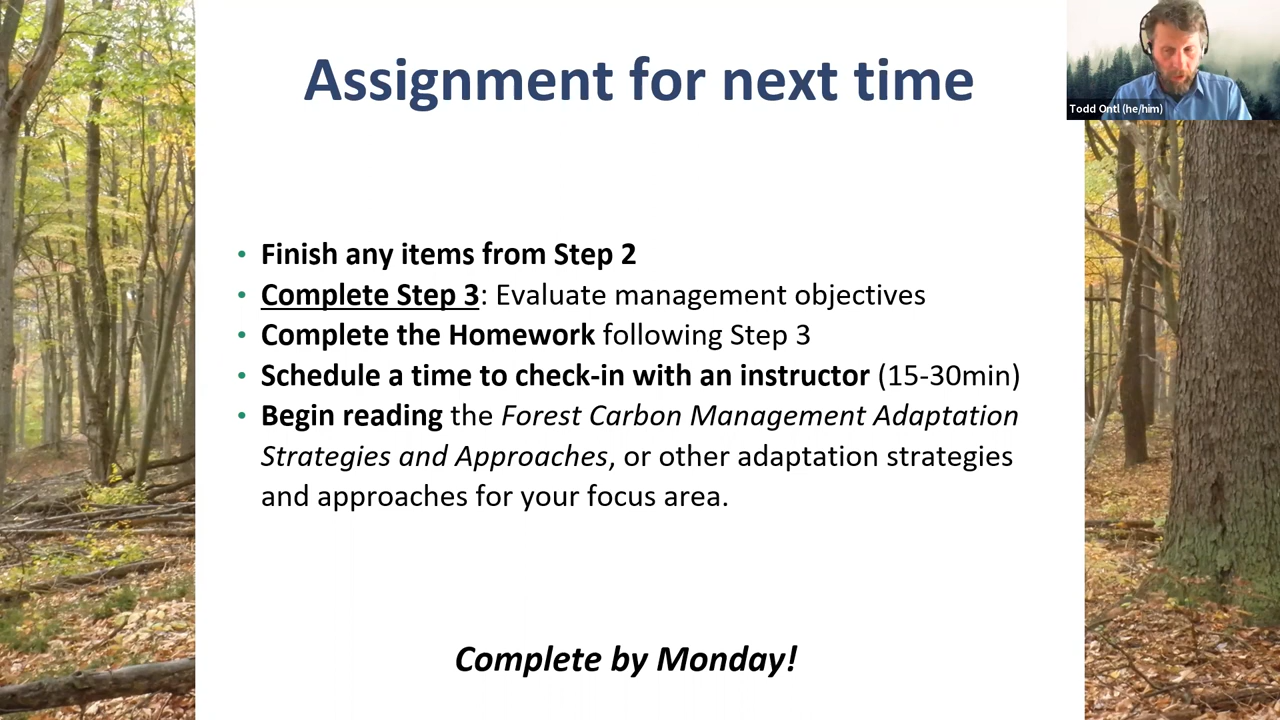 Assignment for next time
Todd Ontl (he/him)
• Finish any items from Step 2
• Complete Step 3: Evaluate management objectives
• Complete the Homework following Step 3
• Schedule a time to check-in with an instructor (15-30min)
• Begin reading the Forest Carbon Management Adaptation
Strategies and Approaches, or other adaptation strategies
and approaches for your focus area.
Complete by Monday!